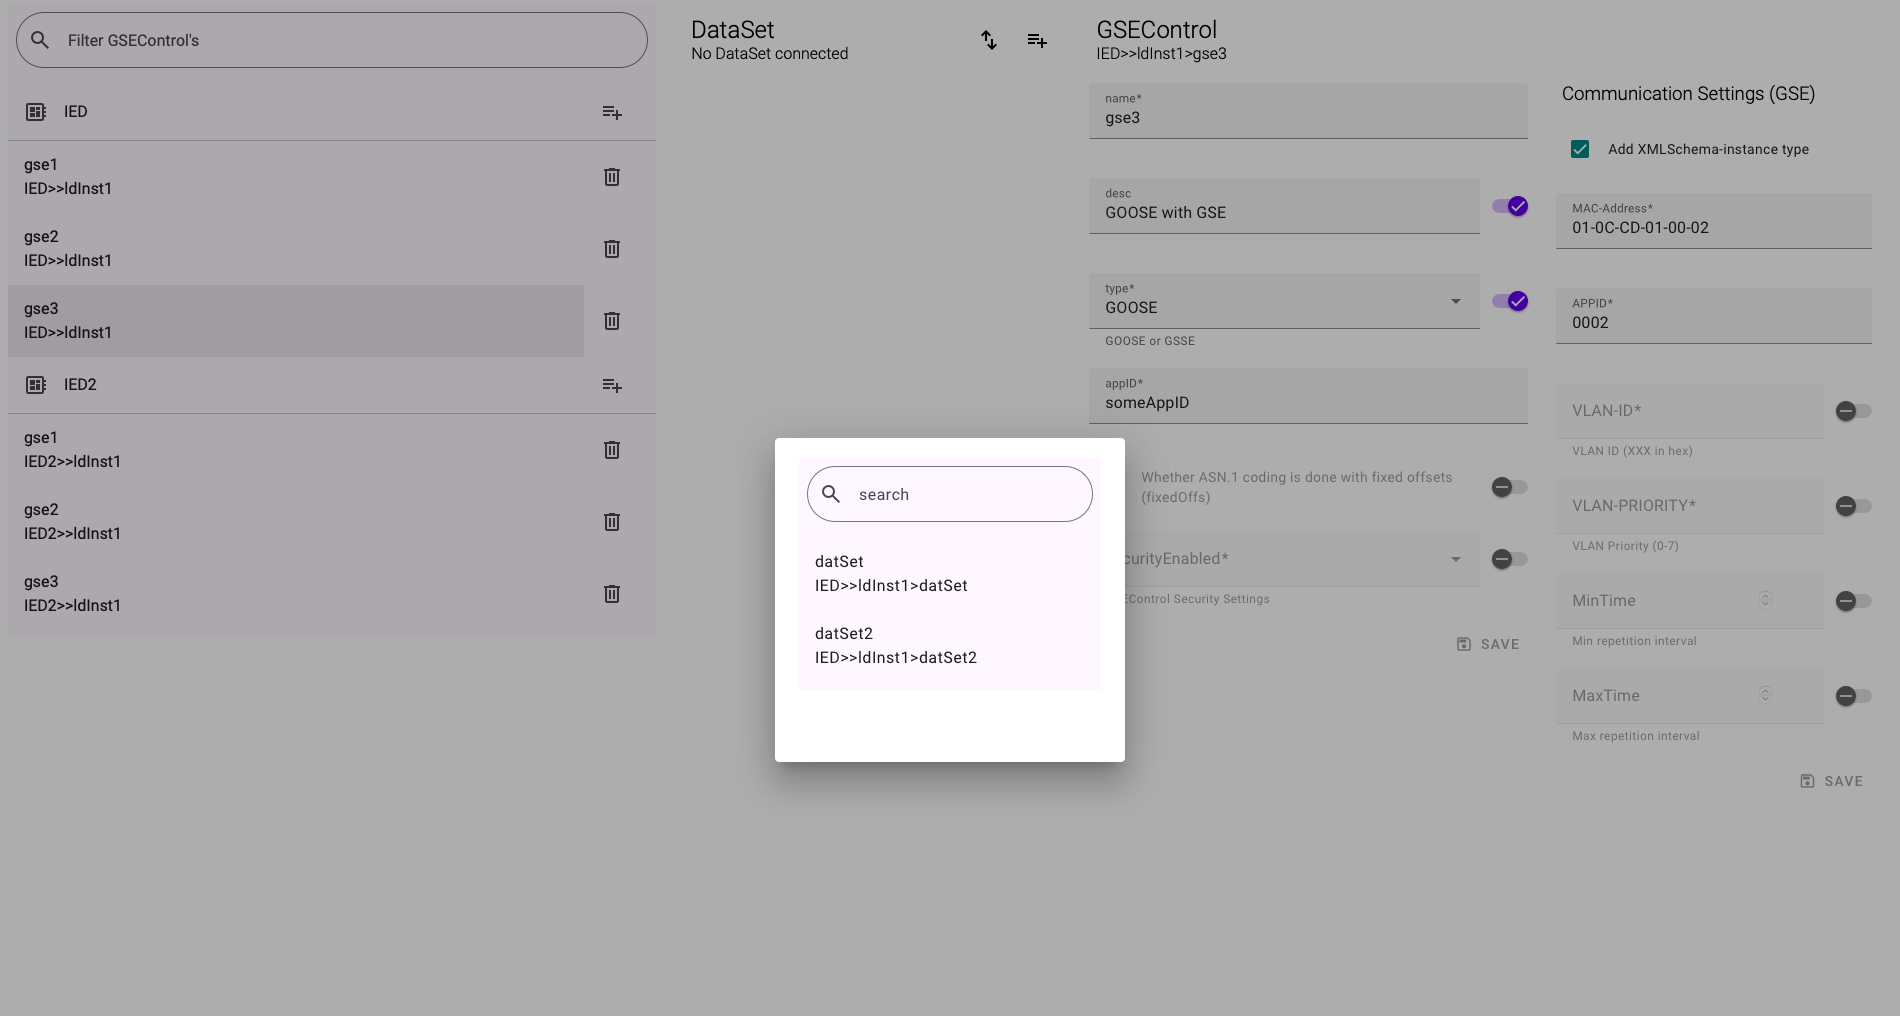 Filter GSEControl's
IED
gse1
IED>>ldInst1
gse2
IED>>ldInst1
gse3
IED>>ldInst1
IED2
gse1
IED2>>ldInst1
gse2
IED2>>ldInst1
gse3
IED2>>ldInst1
DataSet
No DataSet connected
search
datSet
IED>>ldInst1>datSet
datSet2
IED>>ldInst1>datSet2
GSEControl
IED>>ldInst1>gse3
name*
gse3
desc
GOOSE with GSE
type*
GOOSE
GOOSE or GSSE
appID*
someAppID
Whether ASN.1 coding is done with fixed offsets
(fixedOffs)
curityEnabled*
EControl Security Settings
SAVE
Communication Settings (GSE)
Add XMLSchema-instance type
MAC-Address*
01-0C-CD-01-00-02
APPID*
0002
VLAN-ID*
VLAN ID (XXX in hex)
VLAN-PRIORITY*
VLAN Priority (0-7)
MinTime
Min repetition interval
MaxTime
Max repetition interval
SAVE